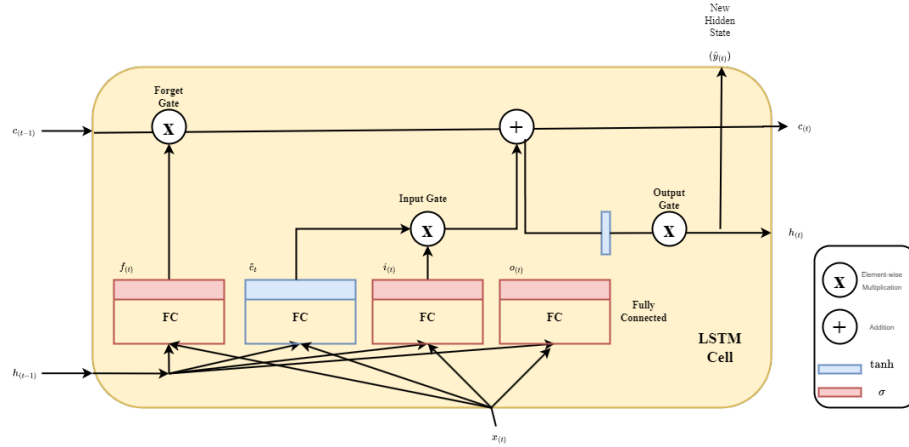 New
Hidden
State
(ŷ₍t₎)
Forget
Gate
c₍t−1₎
X
+
c₍t₎
Input Gate
X
Output
Gate
X
h₍t₎
f₍t₎
c̃ₜ
i₍t₎
o₍t₎
FC
FC
FC
FC
Fully
Connected
LSTM
Cell
h₍t−1₎
x₍t₎
X
Element-wise
Multiplication
+
Addition
tanh
σ